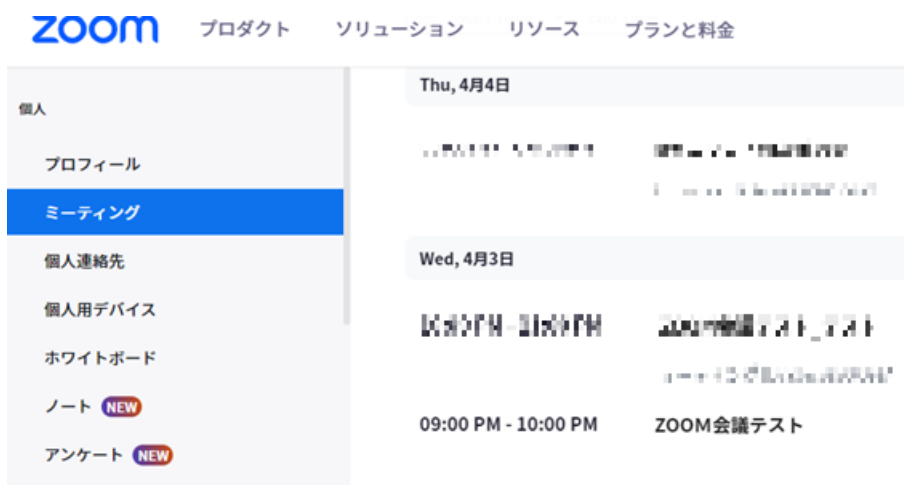 zoom プロダクト ソリューション リソース プランと料金
個人
プロフィール
ミーティング
個人連絡先
個人用デバイス
ホワイトボード
ノート NEW
アンケート NEW
Thu, 4月4日
Wed, 4月3日
09:00 PM - 10:00 PM ZOOM会議テスト